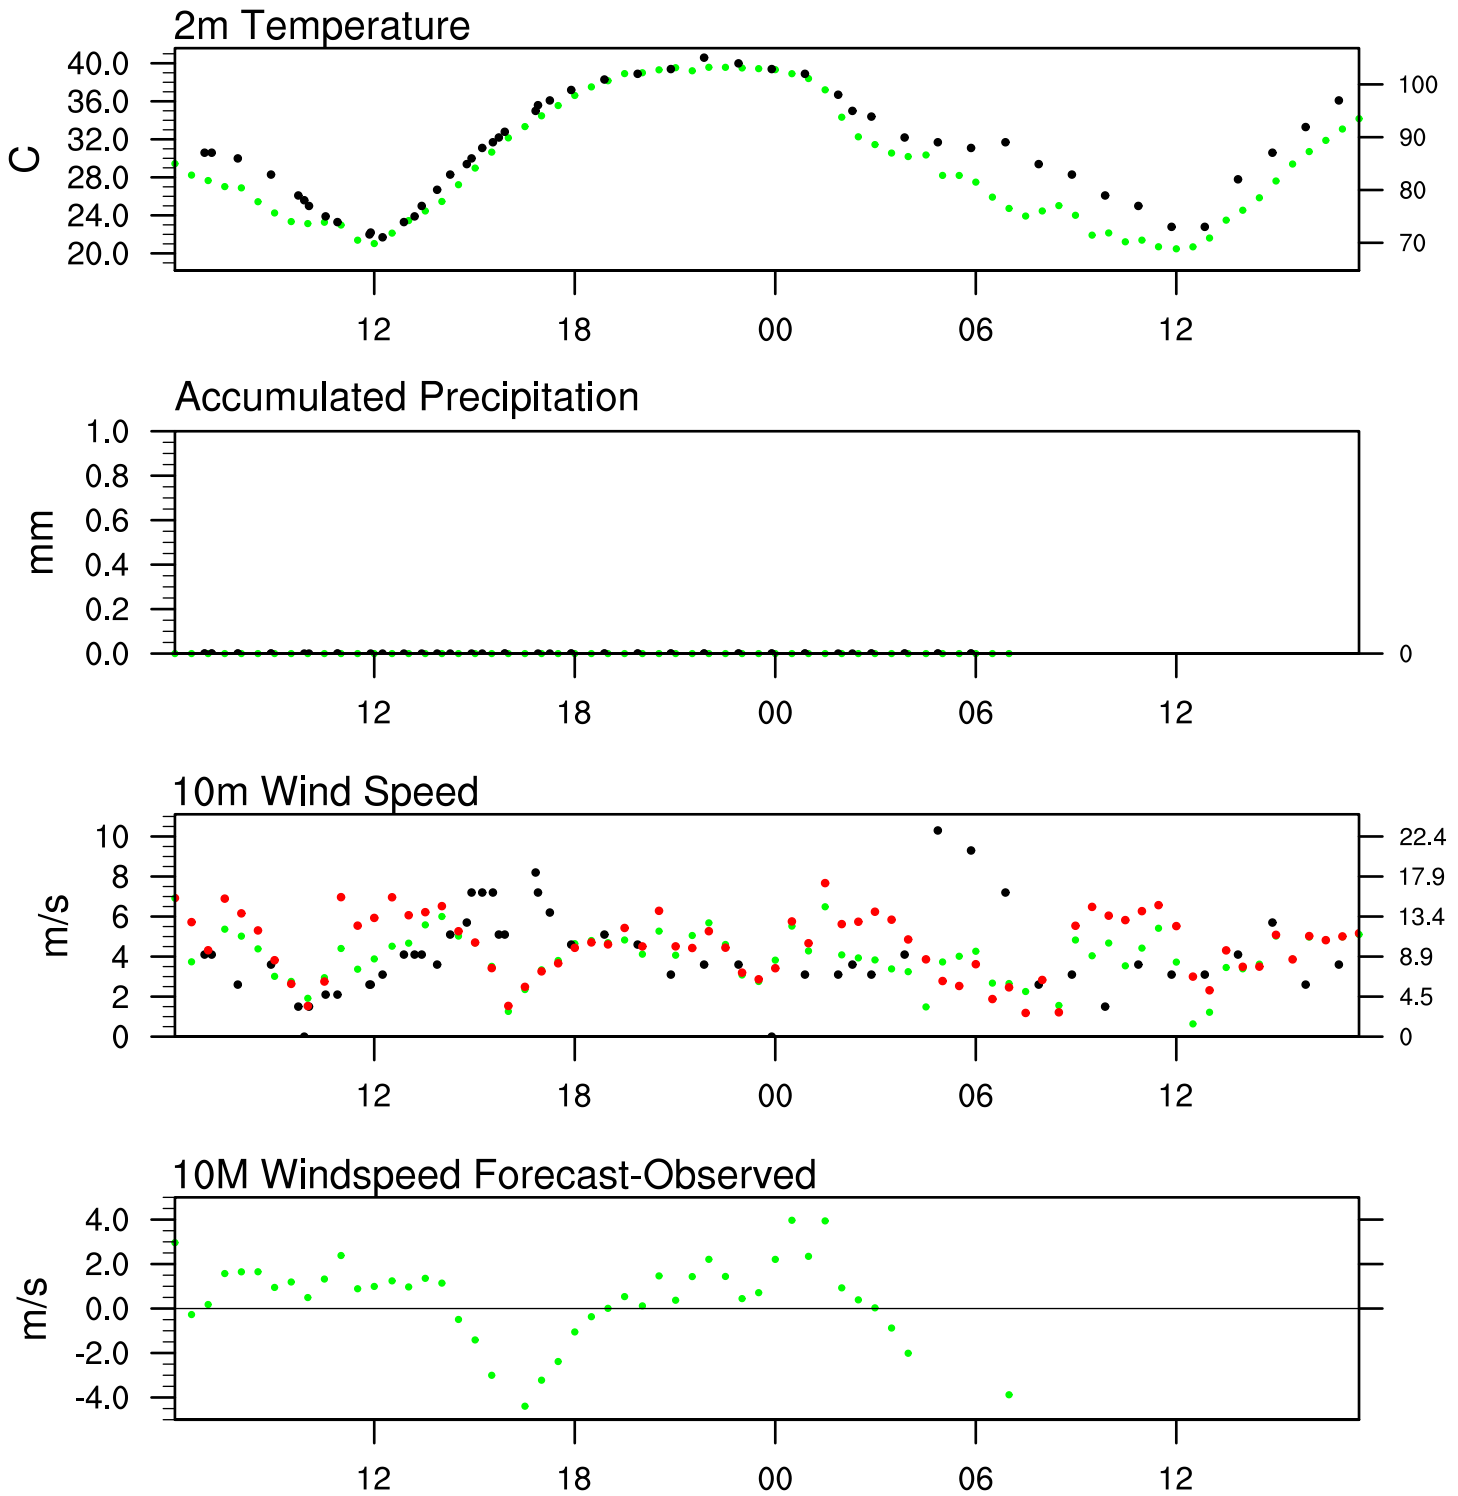 2m Temperature
40.0
36.0
32.0
28.0
24.0
20.0
C
100
90
80
70
12 18 00 06 12
Accumulated Precipitation
1.0
0.8
0.6
0.4
0.2
0.0
mm
0
12 18 00 06 12
10m Wind Speed
10
8
6
4
2
0
m/s
22.4
17.9
13.4
8.9
4.5
0
12 18 00 06 12
10M Windspeed Forecast-Observed
4.0
2.0
0.0
-2.0
-4.0
m/s
12 18 00 06 12